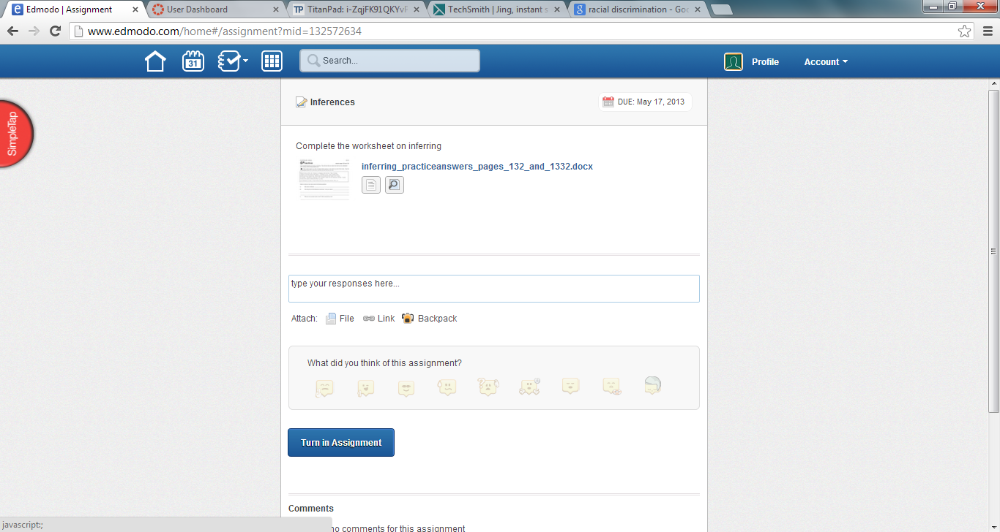 Edmodo | Assignment
User Dashboard
TitanPad: i-ZqjFK91QKYvF
TechSmith | Jing, instant s
racial discrimination - Goo
www.edmodo.com/home#/assignment?mid=132572634
31
Search...
Profile
Account
SimpleTap
Inferences
DUE: May 17, 2013
Complete the worksheet on inferring
inferring_practiceanswers_pages_132_and_1332.docx
type your responses here...
Attach: File Link Backpack
What did you think of this assignment?
Turn in Assignment
Comments
no comments for this assignment
javascript:;